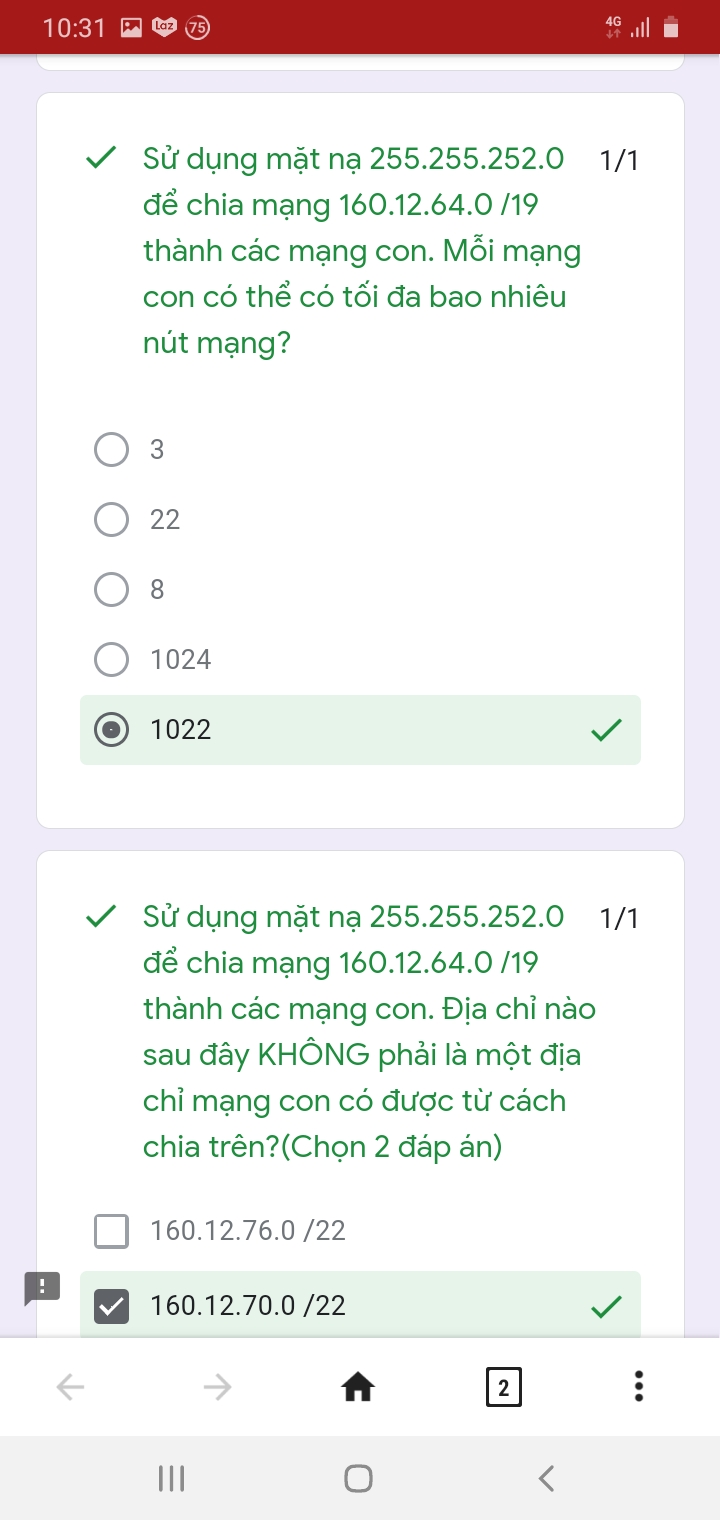 10:31 Laz 75 4G
Sử dụng mặt nạ 255.255.252.0 1/1
để chia mạng 160.12.64.0 /19
thành các mạng con. Mỗi mạng
con có thể có tối đa bao nhiêu
nút mạng?
3
22
8
1024
1022
Sử dụng mặt nạ 255.255.252.0 1/1
để chia mạng 160.12.64.0 /19
thành các mạng con. Địa chỉ nào
sau đây KHÔNG phải là một địa
chỉ mạng con có được từ cách
chia trên?(Chọn 2 đáp án)
160.12.76.0 /22
160.12.70.0 /22
2